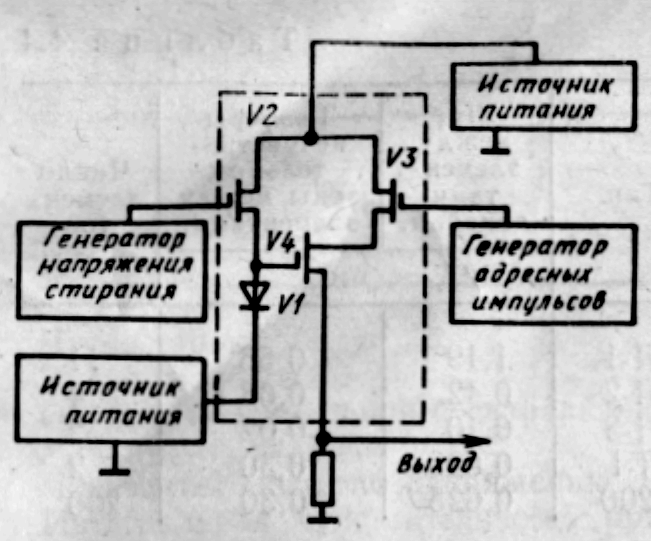 Источник
питания
V2
V3
Генератор
напряжения
стирания
V4
V1
Генератор
адресных
импульсов
Источник
питания
Выход